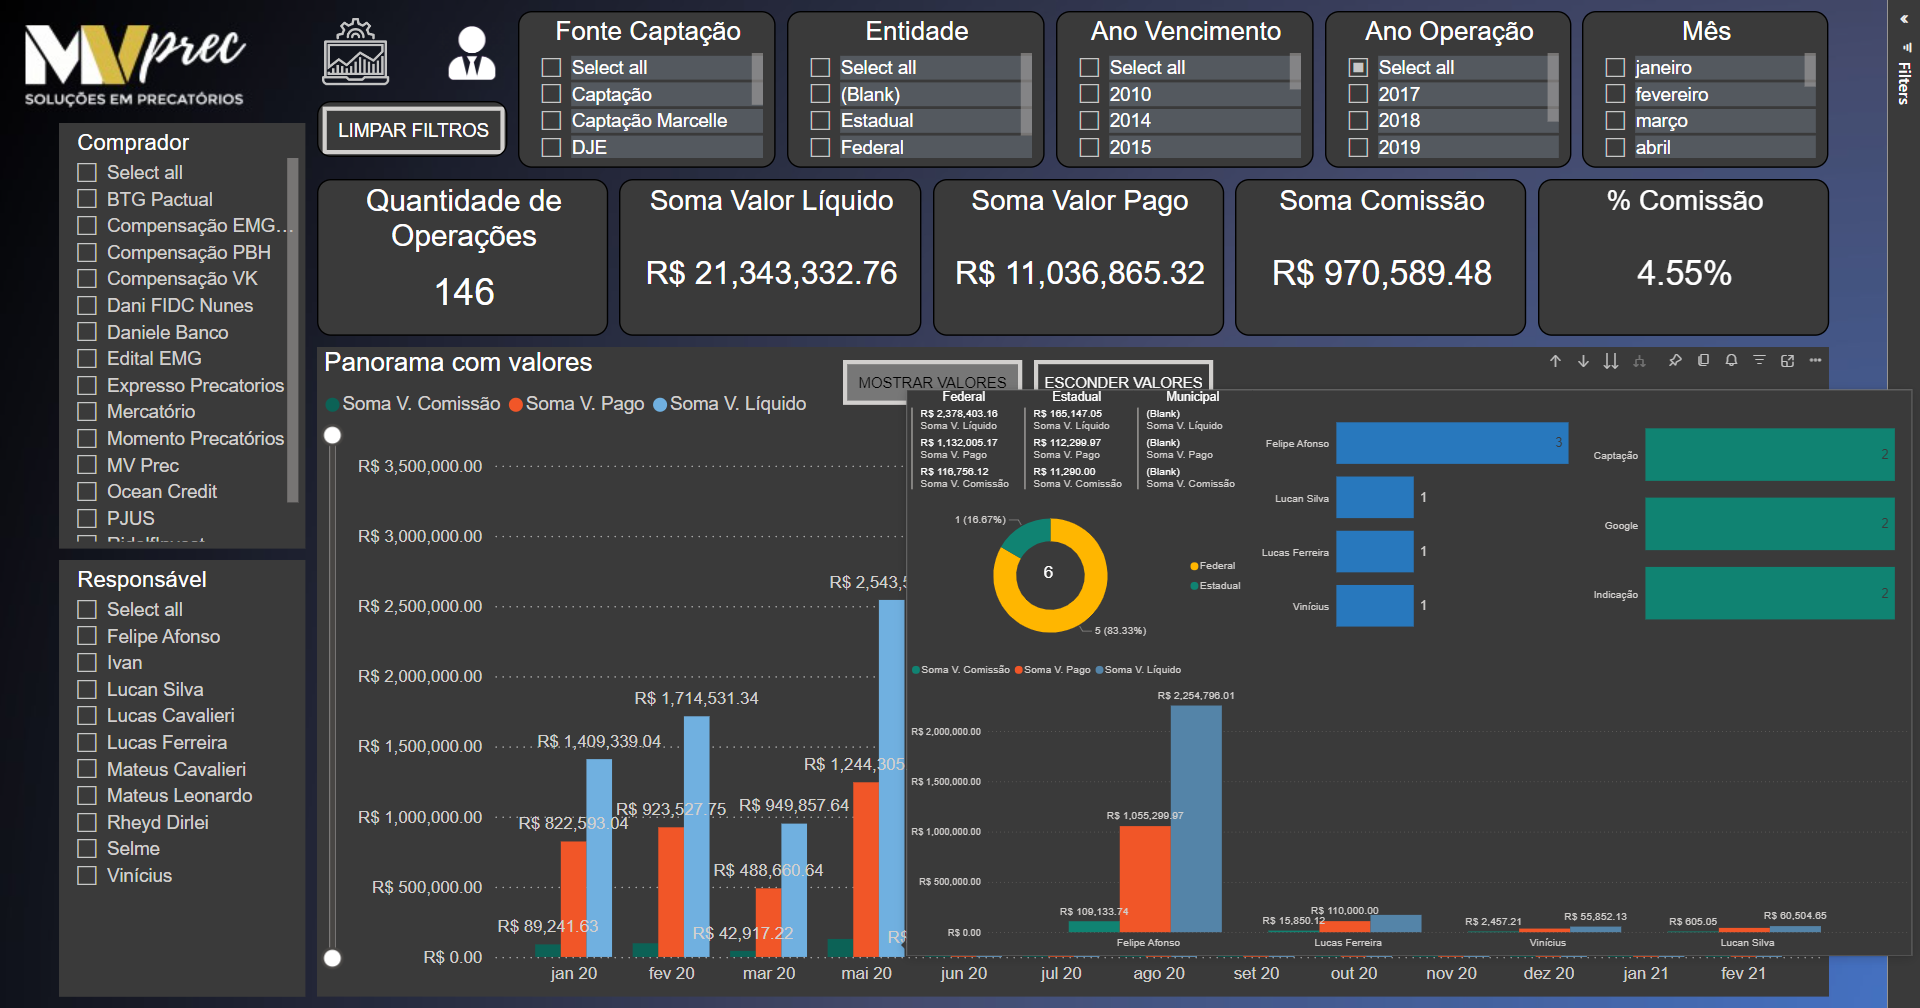 MVprec
SOLUÇÕES EM PRECATÓRIOS
LIMPAR FILTROS
Fonte Captação
Select all
Captação
Captação Marcelle
DJE
Entidade
Select all
(Blank)
Estadual
Federal
Ano Vencimento
Select all
2010
2014
2015
Ano Operação
Select all
2017
2018
2019
Mês
janeiro
fevereiro
março
abril
Filters
Comprador
Select all
BTG Pactual
Compensação EMG...
Compensação PBH
Compensação VK
Dani FIDC Nunes
Daniele Banco
Edital EMG
Expresso Precatorios
Mercatório
Momento Precatórios
MV Prec
Ocean Credit
PJUS
Responsável
Select all
Felipe Afonso
Ivan
Lucan Silva
Lucas Cavalieri
Lucas Ferreira
Mateus Cavalieri
Mateus Leonardo
Rheyd Dirlei
Selme
Vinícius
Quantidade de
Operações
146
Soma Valor Líquido
R$ 21,343,332.76
Soma Valor Pago
R$ 11,036,865.32
Soma Comissão
R$ 970,589.48
% Comissão
4.55%
Panorama com valores
MOSTRAR VALORES
ESCONDER VALORES
Soma V. Comissão
Soma V. Pago
Soma V. Líquido
R$ 3,500,000.00
R$ 3,000,000.00
R$ 2,500,000.00
R$ 2,000,000.00
R$ 1,500,000.00
R$ 1,000,000.00
R$ 500,000.00
R$ 0.00
R$ 2,543,5
R$ 1,714,531.34
R$ 1,409,339.04
R$ 1,244,305
R$ 822,593.04
R$ 923,527.75
R$ 949,857.64
R$ 488,660.64
R$ 89,241.63
R$ 42,917.22
R$
jan 20
fev 20
mar 20
mai 20
jun 20
jul 20
ago 20
set 20
out 20
nov 20
dez 20
jan 21
fev 21
Federal
R$ 2,378,403.16
Soma V. Líquido
R$ 1,132,005.17
Soma V. Pago
R$ 116,756.12
Soma V. Comissão
Estadual
R$ 165,147.05
Soma V. Líquido
R$ 112,299.97
Soma V. Pago
R$ 11,290.00
Soma V. Comissão
Municipal
(Blank)
Soma V. Líquido
(Blank)
Soma V. Pago
(Blank)
Soma V. Comissão
1 (16.67%)
6
5 (83.33%)
Federal
Estadual
Felipe Afonso
3
Lucan Silva
1
Lucas Ferreira
1
Vinícius
1
Captação
2
Google
2
Indicação
2
Soma V. Comissão
Soma V. Pago
Soma V. Líquido
R$ 2,000,000.00
R$ 1,500,000.00
R$ 1,000,000.00
R$ 500,000.00
R$ 0.00
R$ 2,254,796.01
R$ 1,055,299.97
R$ 109,133.74
R$ 15,850.12
R$ 110,000.00
R$ 2,457.21
R$ 55,852.13
R$ 605.05
R$ 60,504.65
Felipe Afonso
Lucas Ferreira
Vinícius
Lucan Silva